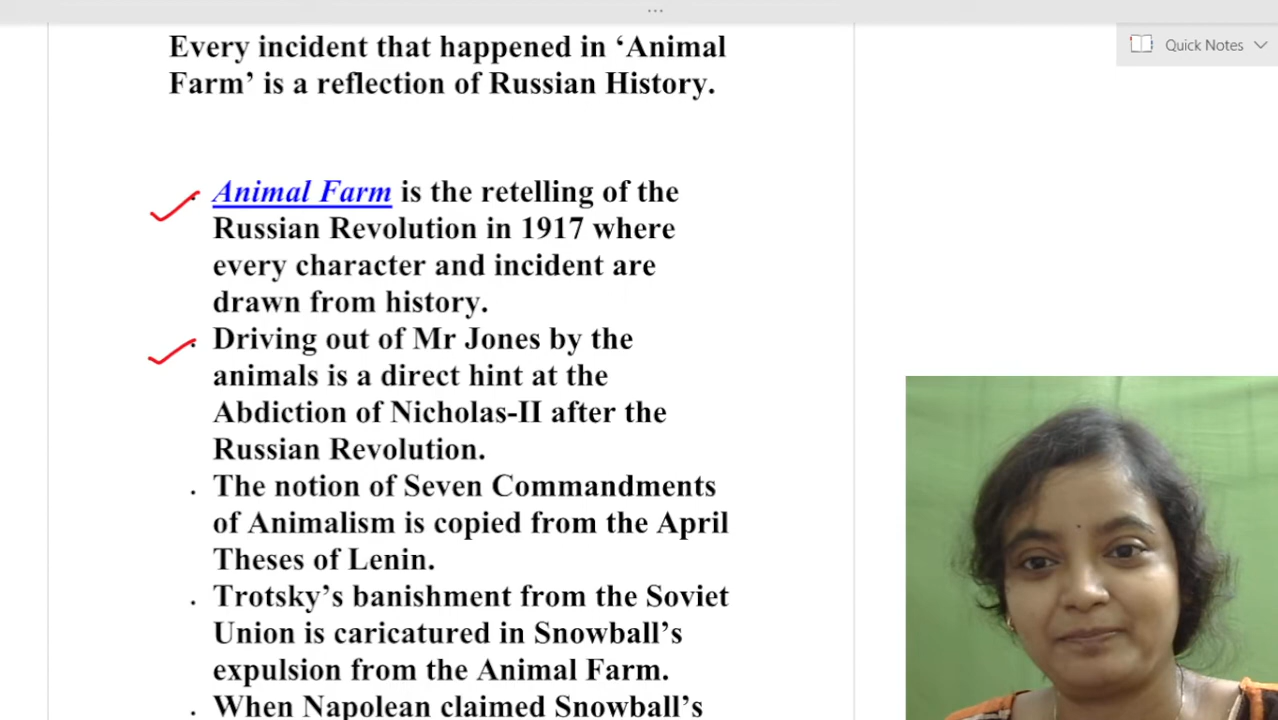 ...
Quick Notes
Every incident that happened in ‘Animal
Farm’ is a reflection of Russian History.
. Animal Farm is the retelling of the
Russian Revolution in 1917 where
every character and incident are
drawn from history.
. Driving out of Mr Jones by the
animals is a direct hint at the
Abdiction of Nicholas-II after the
Russian Revolution.
. The notion of Seven Commandments
of Animalism is copied from the April
Theses of Lenin.
. Trotsky’s banishment from the Soviet
Union is caricatured in Snowball’s
expulsion from the Animal Farm.
. When Napolean claimed Snowball’s